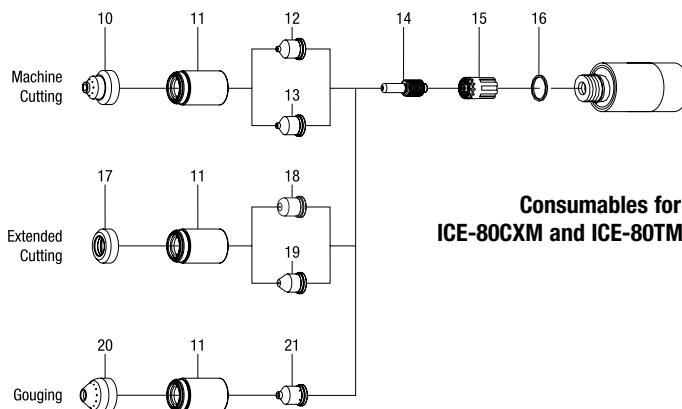 10 11 12 14 15 16
Machine
Cutting
13
17 11 18
Extended
Cutting
19
Consumables for
ICE-80CXM and ICE-80TM
20 11 21
Gouging